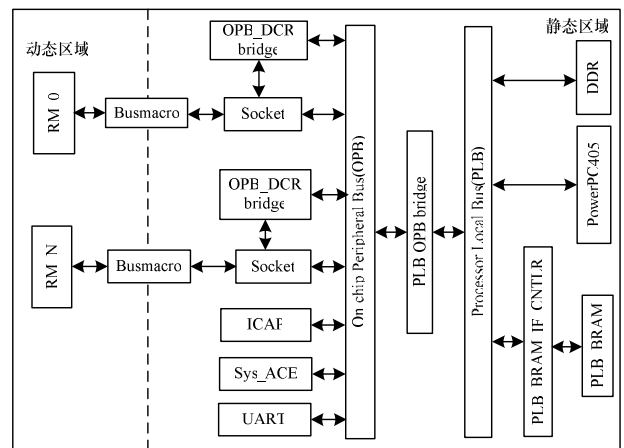 静态区域
动态区域
OPB_DCR
bridge
RM 0
Busmacro
Socket
OPB_DCR
bridge
RM N
Busmacro
Socket
ICAP
Sys_ACE
UART
On chip Peripheral Bus(OPB)
PLB OPB bridge
Processor Local Bus(PLB)
DDR
PowerPC405
PLB BRAM IF CNTLR
PLB BRAM